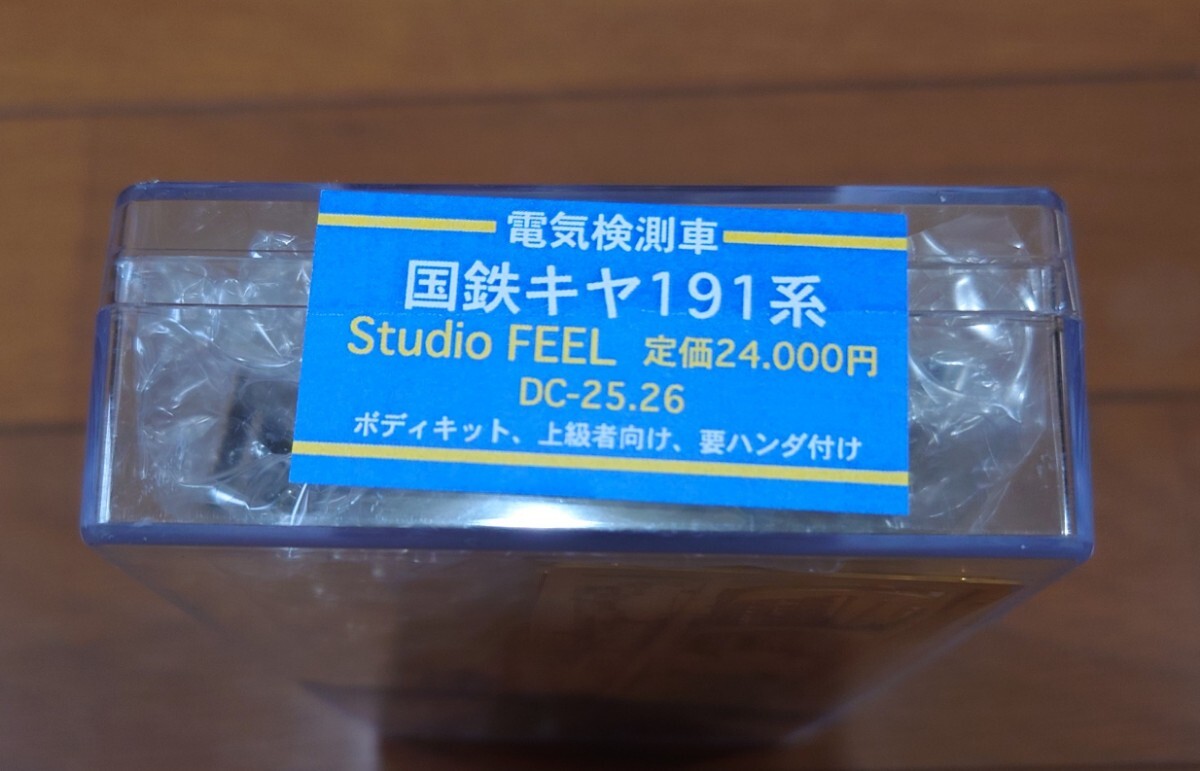 電気検測車
国鉄キヤ191系
Studio FEEL 定価24.000円
DC-25.26
ボディキット、上級者向け、要ハンダ付け